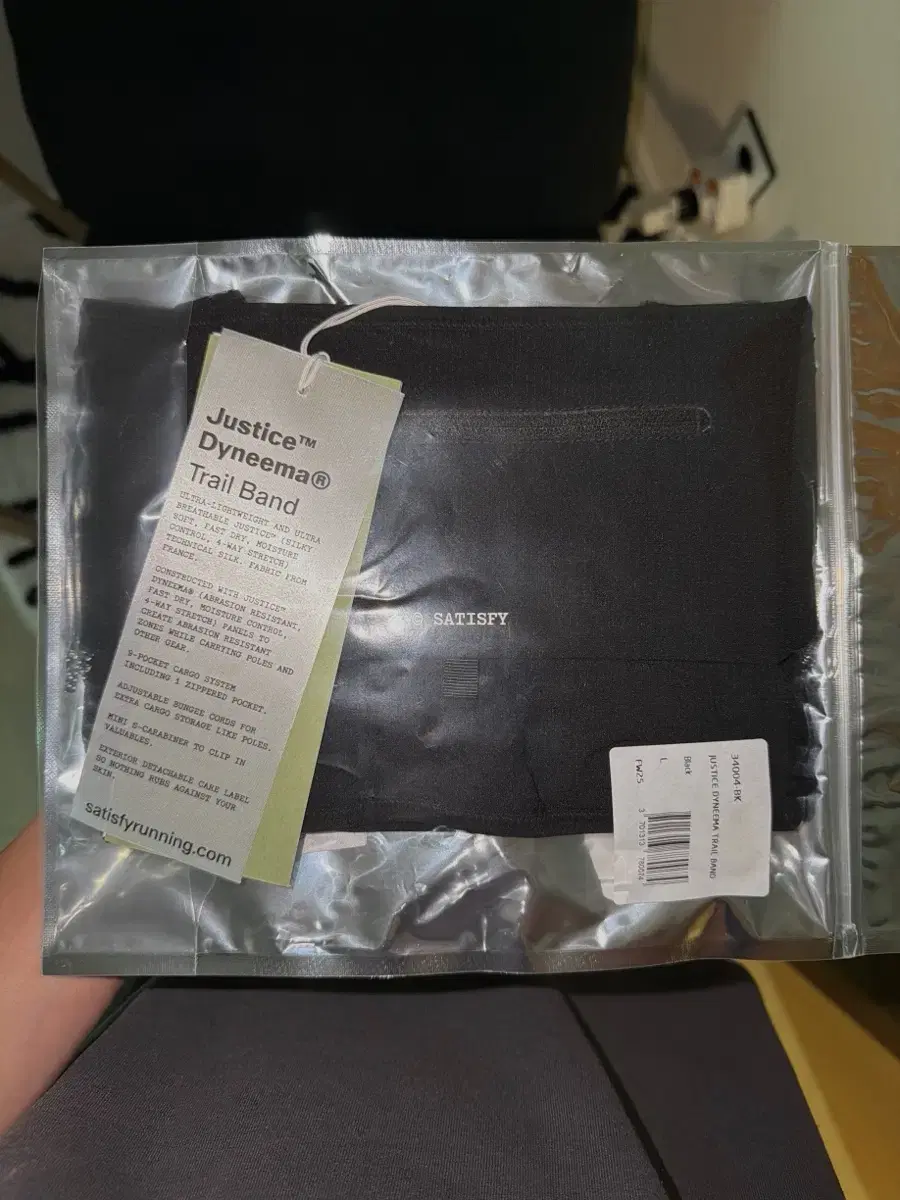 Justice™
Dyneema®
Trail Band
ULTRA-LIGHTWEIGHT AND ULTRA
BREATHABLE JUSTICE™ (SILKY
SOFT, FAST DRY, MOISTURE
CONTROL, 4-WAY STRETCH)
TECHNICAL SILK. FABRIC FROM
FRANCE.
CONSTRUCTED WITH JUSTICE™
DYNEEMA® (ABRASION RESISTANT,
FAST DRY, MOISTURE CONTROL,
4-WAY STRETCH) PANELS TO
CREATE ABRASION RESISTANT
ZONES WHILE CARRYING POLES AND
OTHER GEAR.
9-POCKET CARGO SYSTEM
INCLUDING 1 ZIPPERED POCKET.
ADJUSTABLE BUNGEE CORDS FOR
EXTRA CARGO STORAGE LIKE POLES.
MINI S-CARABINER TO CLIP IN
VALUABLES.
EXTERIOR DETACHABLE CARE LABEL
SO NOTHING RUBS AGAINST YOUR
SKIN.
satisfyrunning.com
SATISFY
34004-BK
JUSTICE DYNEEMA TRAIL BAND
Black
L
FW25